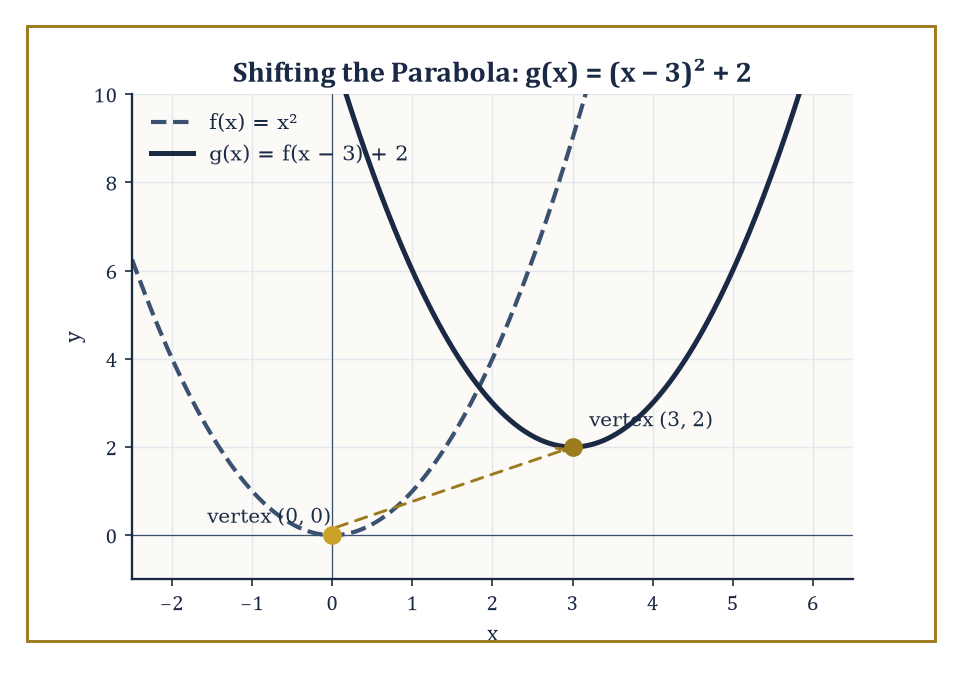 Shifting the Parabola: g(x) = (x − 3)² + 2
10
f(x) = x²
g(x) = f(x − 3) + 2
8
6
y
4
vertex (3, 2)
2
vertex (0, 0)
0
−2 −1 0 1 2 3 4 5 6
x